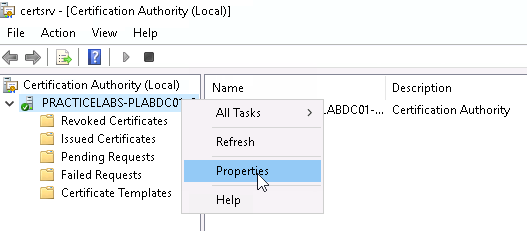 certsrv - [Certification Authority (Local)]
File Action View Help
Certification Authority (Local)
PRACTICELABS-PLABDC01-
Revoked Certificates
Issued Certificates
Pending Requests
Failed Requests
Certificate Templates
Name Description
LABDC01-... Certification Authority
All Tasks
Refresh
Properties
Help